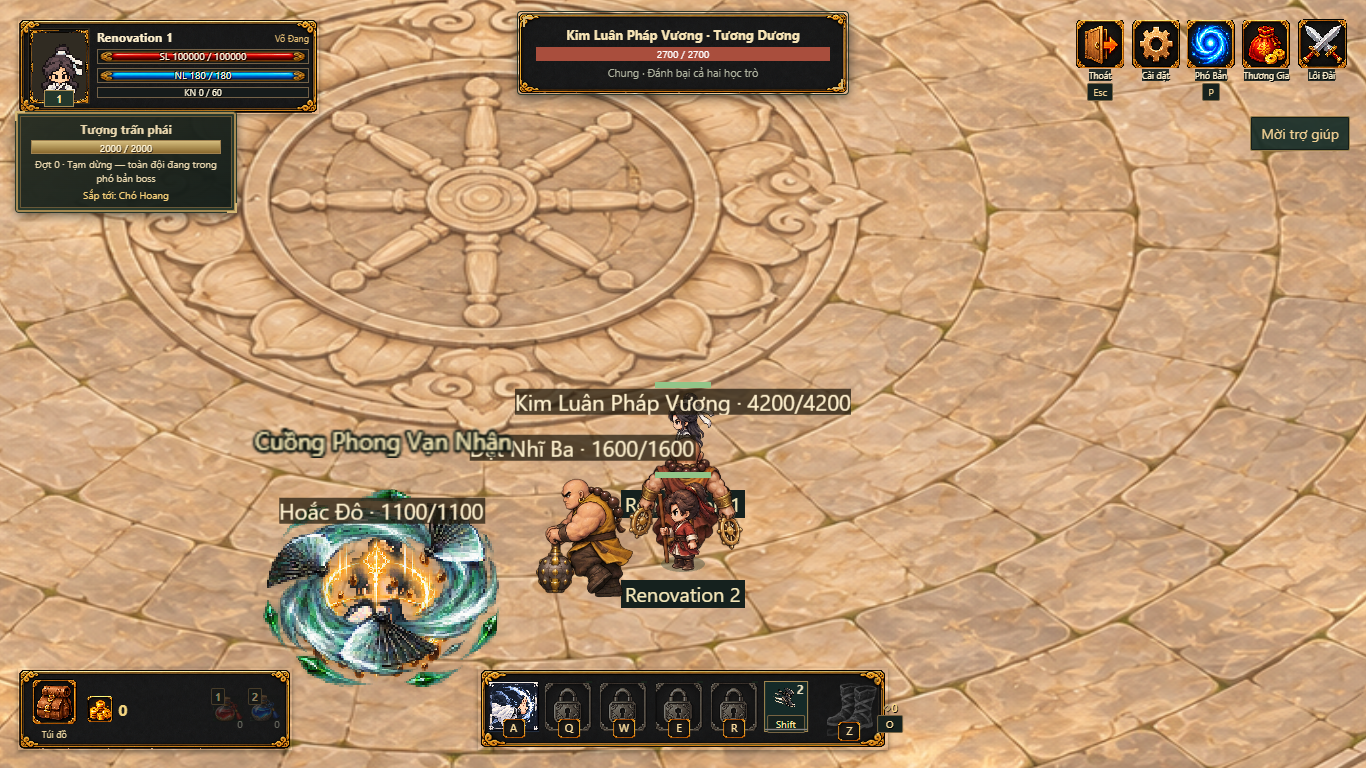 Renovation 1
Võ Đang
SL 100000 / 100000
NL 180 / 180
KN 0 / 60
1
Tượng trấn phái
2000 / 2000
Đợt 0 · Tạm dừng — toàn đội đang trong
phó bản boss
Sắp tới: Chó Hoang
Kim Luân Pháp Vương · Tương Dương
2700 / 2700
Chung · Đánh bại cả hai học trò
Thoát
Cài đặt
Phó Bản
Thương Gia
Lôi Đài
Esc
P
Mời trợ giúp
Kim Luân Pháp Vương · 4200/4200
Cuồng Phong Vạn Nhận
Nhĩ Ba · 1600/1600
Hoắc Đô · 1100/1100
1
Renovation 2
Túi đồ
0
1
0
2
0
A
Q
W
E
R
2
Shift
Z
O